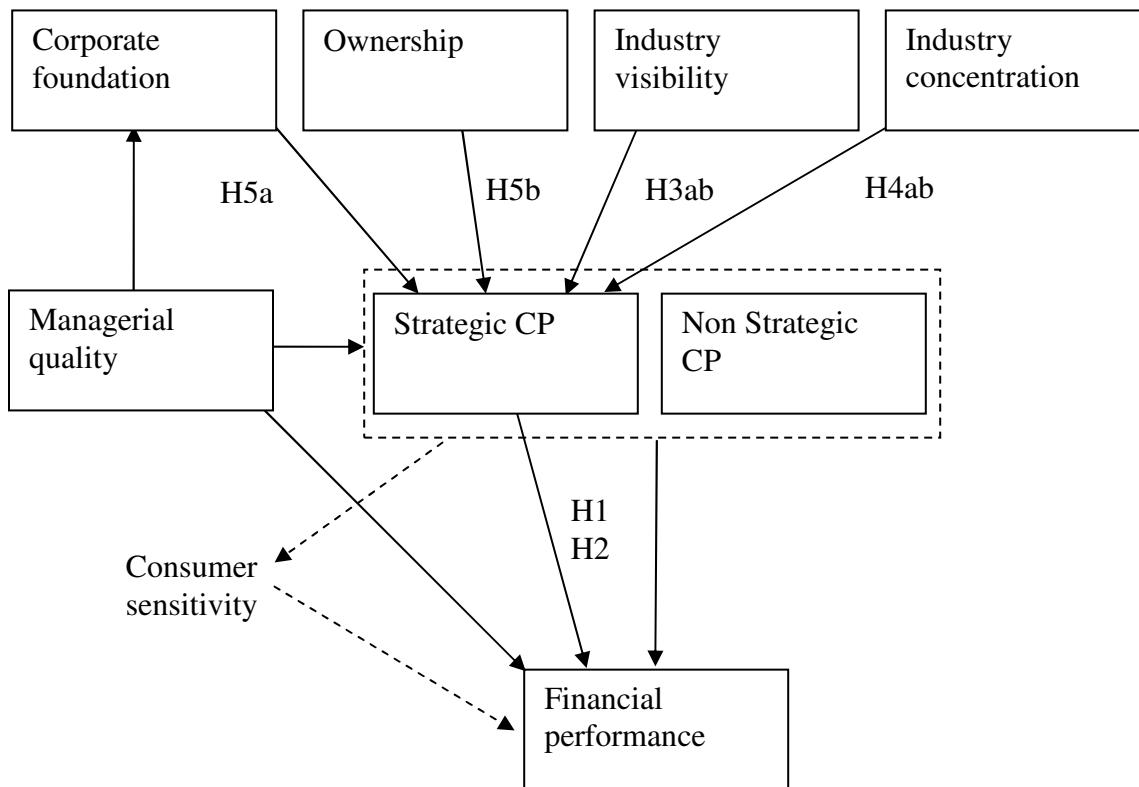 Corporate
foundation
Ownership
Industry
visibility
Industry
concentration
H5a
H5b
H3ab
H4ab
Managerial
quality
Strategic CP
Non Strategic
CP
H1
H2
Consumer
sensitivity
Financial
performance